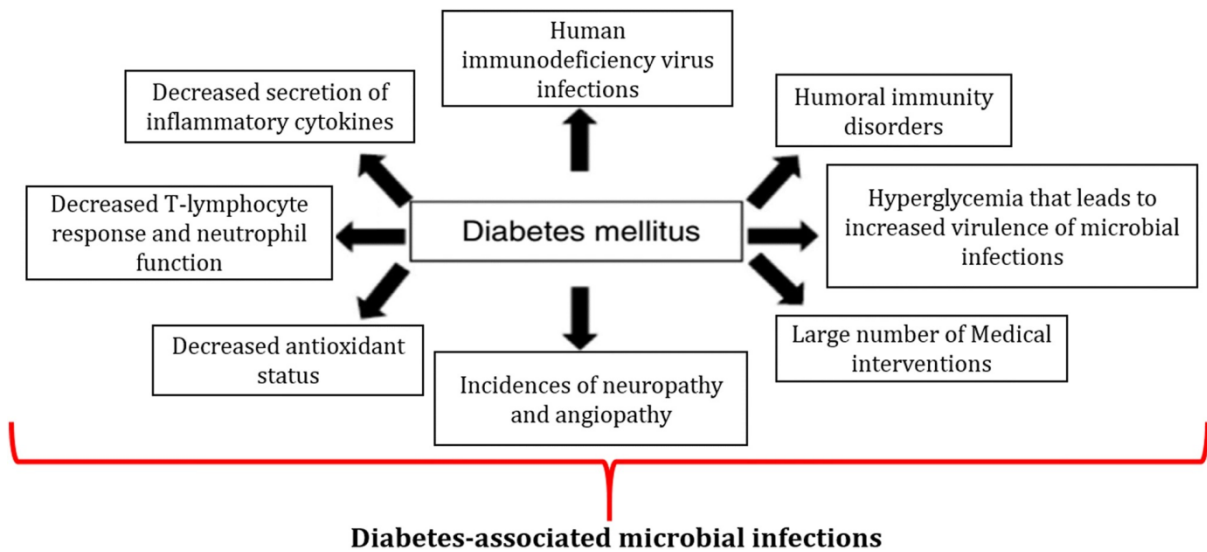 Human
immunodeficiency virus
infections
Decreased secretion of
inflammatory cytokines
Humoral immunity
disorders
Decreased T-lymphocyte
response and neutrophil
function
Diabetes mellitus
Hyperglycemia that leads to
increased virulence of microbial
infections
Decreased antioxidant
status
Incidences of neuropathy
and angiopathy
Large number of Medical
interventions
Diabetes-associated microbial infections